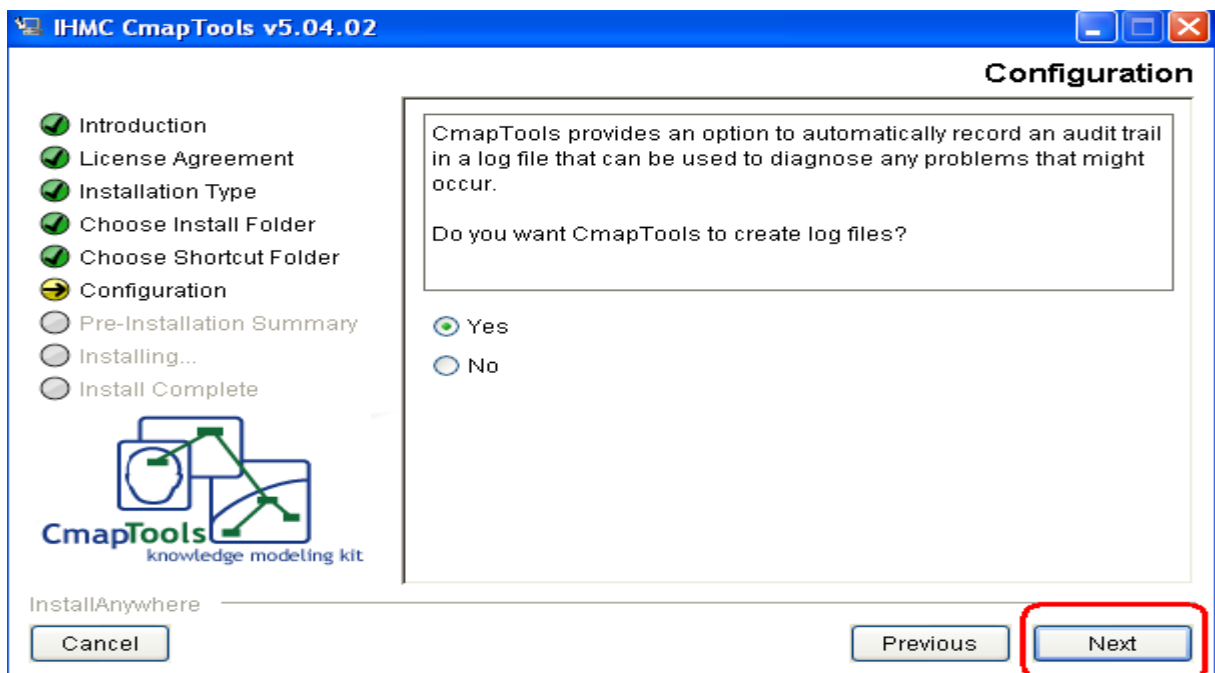 IHMC CmapTools v5.04.02
Configuration
Introduction
License Agreement
Installation Type
Choose Install Folder
Choose Shortcut Folder
Configuration
Pre-Installation Summary
Installing...
Install Complete
CmapTools provides an option to automatically record an audit trail
in a log file that can be used to diagnose any problems that might
occur.
Do you want CmapTools to create log files?
Yes
No
CmapTools
knowledge modeling kit
InstallAnywhere
Cancel
Previous
Next